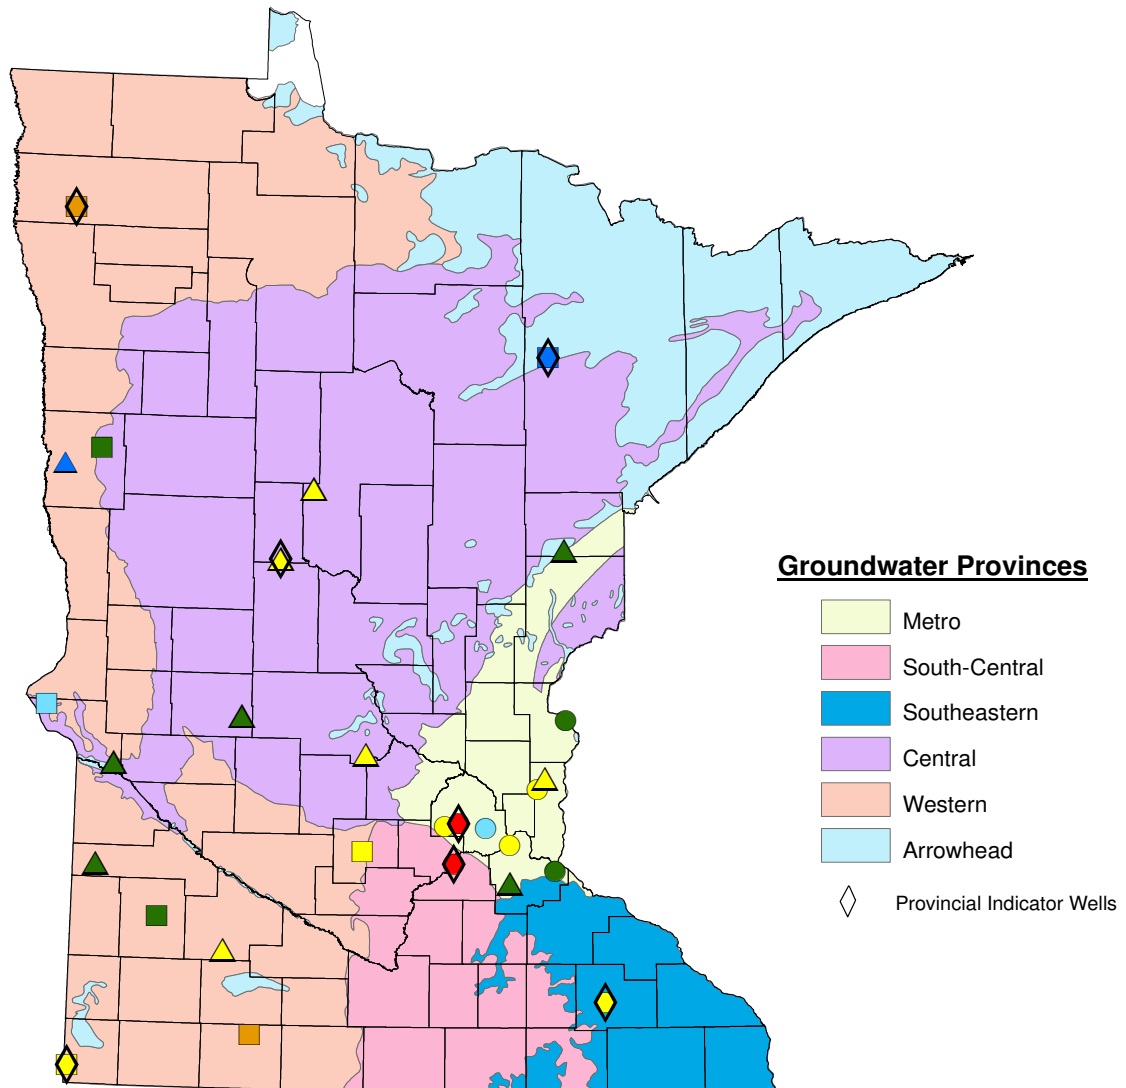 Groundwater Provinces
Metro
South-Central
Southeastern
Central
Western
Arrowhead
Provincial Indicator Wells